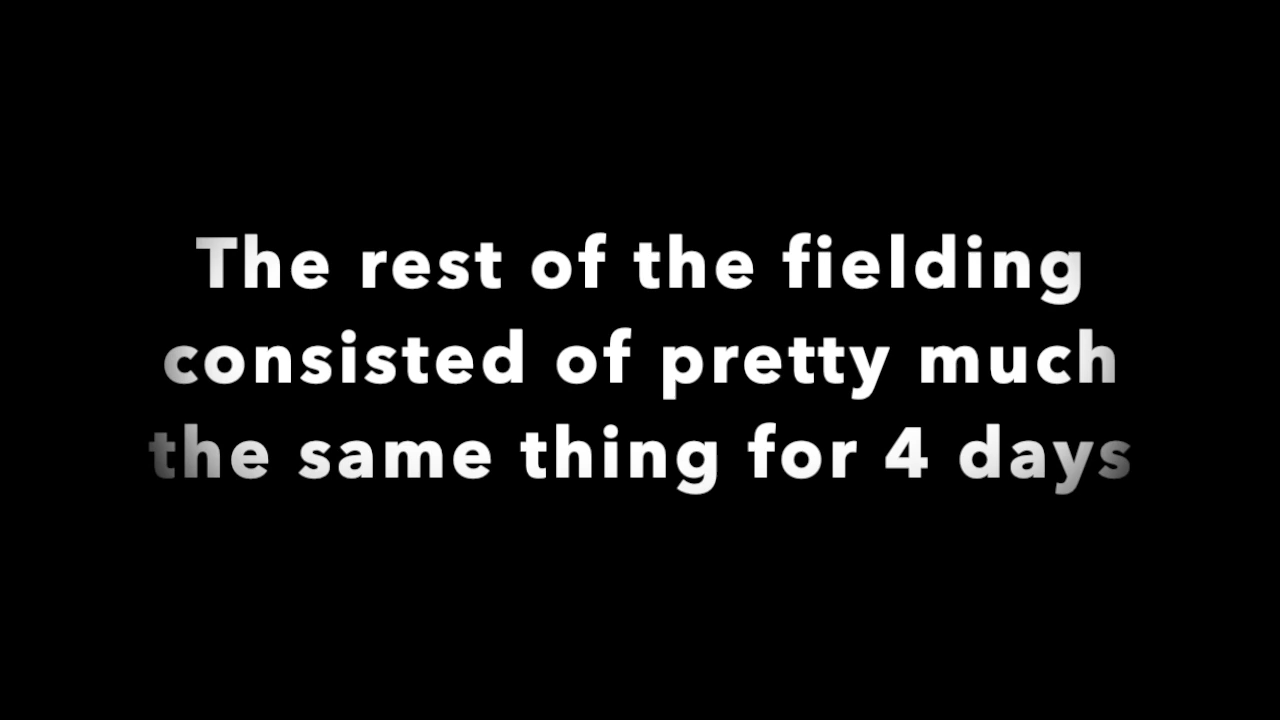 The rest of the fielding
consisted of pretty much
the same thing for 4 days